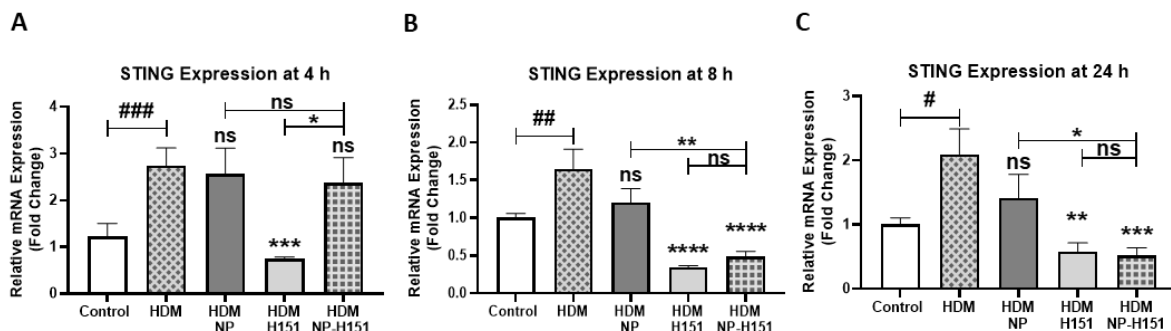 A
STING Expression at 4 h
Relative mRNA Expression
(Fold Change)
4
3
2
1
0
###
ns
*
ns
***
ns
Control
HDM
HDM
NP
HDM
H151
HDM
NP-H151
B
STING Expression at 8 h
Relative mRNA Expression
(Fold Change)
2.5
2.0
1.5
1.0
0.5
0.0
##
**
ns
ns
****
****
Control
HDM
HDM
NP
HDM
H151
HDM
NP-H151
C
STING Expression at 24 h
Relative mRNA Expression
(Fold Change)
3
2
1
0
#
*
ns
ns
**
***
Control
HDM
HDM
NP
HDM
H151
HDM
NP-H151